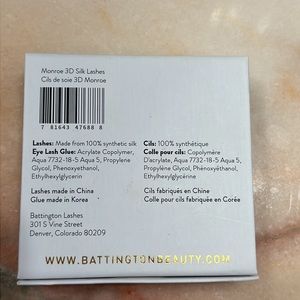 Monroe 3D Silk Lashes
Cils de soie 3D Monroe
7 81643 47688 8
Lashes: Made from 100% synthetic silk
Eye Lash Glue: Acrylate Copolymer,
Aqua 7732-18-5 Aqua 5, Propylene
Glycol, Phenoxyethanol,
Ethylhexylglycerin
Lashes made in China
Glue made in Korea
Battington Lashes
301 S Vine Street
Denver, Colorado 80209
Cils: 100% synthétique
Colle pour cils: Copolymère
D'acrylate, Aqua 7732-18-5
Aqua 5, Propylène
Glycol, Phénoxyéthanol,
Ethylhexylglycérine
Cils fabriqués en Chine
Colle pour cils fabriquée en Corée
WWW.BATTINGTONBEAUTY.COM